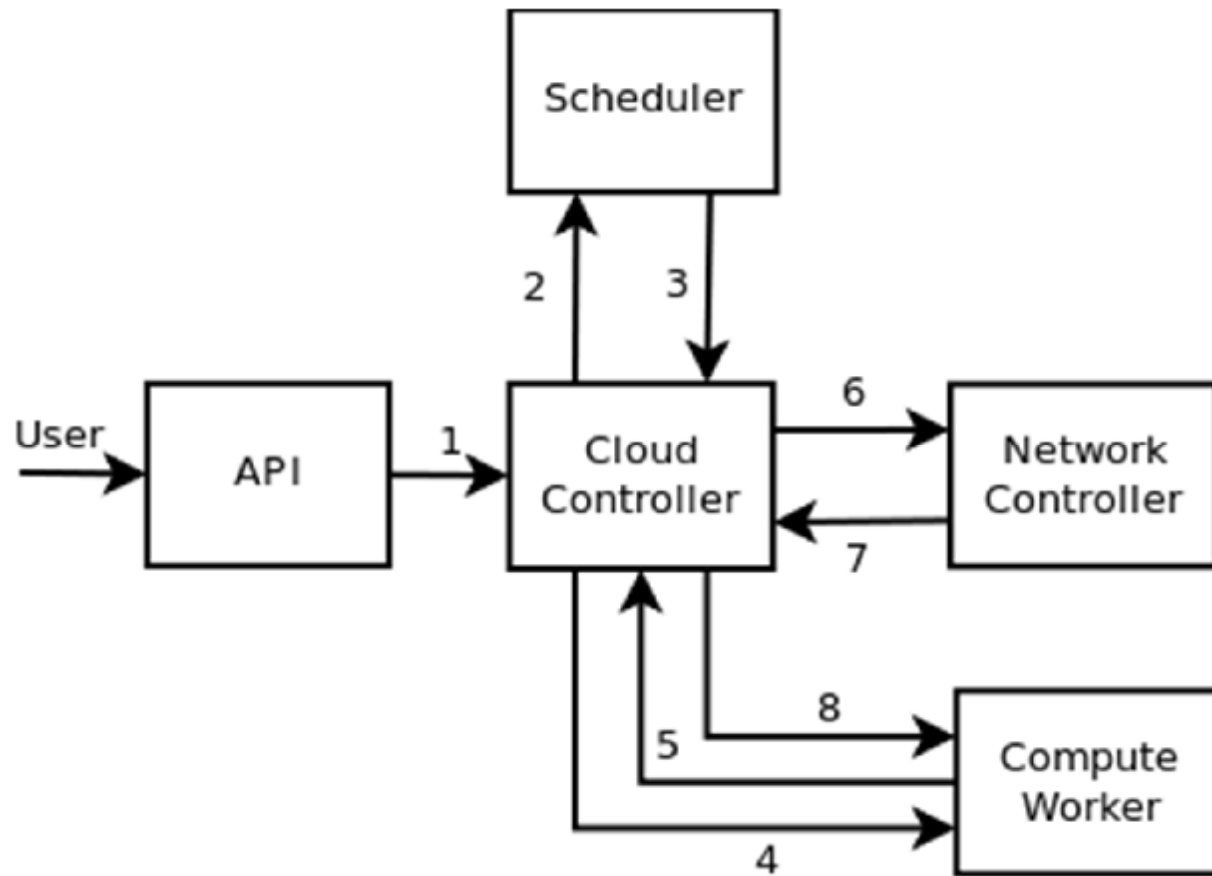 Scheduler
2
3
User
API
1
Cloud
Controller
6
Network
Controller
7
5
8
Compute
Worker
4